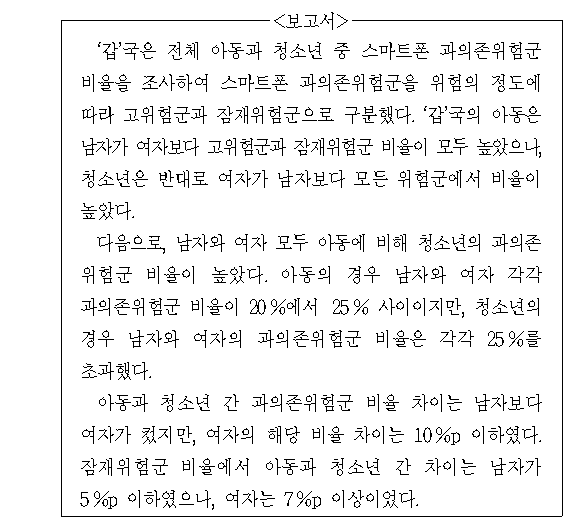 <보고서>
‘갑’국은 전체 아동과 청소년 중 스마트폰 과의존위험군
비율을 조사하여 스마트폰 과의존위험군을 위험의 정도에
따라 고위험군과 잠재위험군으로 구분했다. ‘갑’국의 아동은
남자가 여자보다 고위험군과 잠재위험군 비율이 모두 높았으나,
청소년은 반대로 여자가 남자보다 모든 위험군에서 비율이
높았다.
다음으로, 남자와 여자 모두 아동에 비해 청소년의 과의존
위험군 비율이 높았다. 아동의 경우 남자와 여자 각각
과의존위험군 비율이 20%에서 25% 사이이지만, 청소년의
경우 남자와 여자의 과의존위험군 비율은 각각 25%를
초과했다.
아동과 청소년 간 과의존위험군 비율 차이는 남자보다
여자가 컸지만, 여자의 해당 비율 차이는 10%p 이하였다.
잠재위험군 비율에서 아동과 청소년 간 차이는 남자가
5%p 이하였으나, 여자는 7%p 이상이었다.